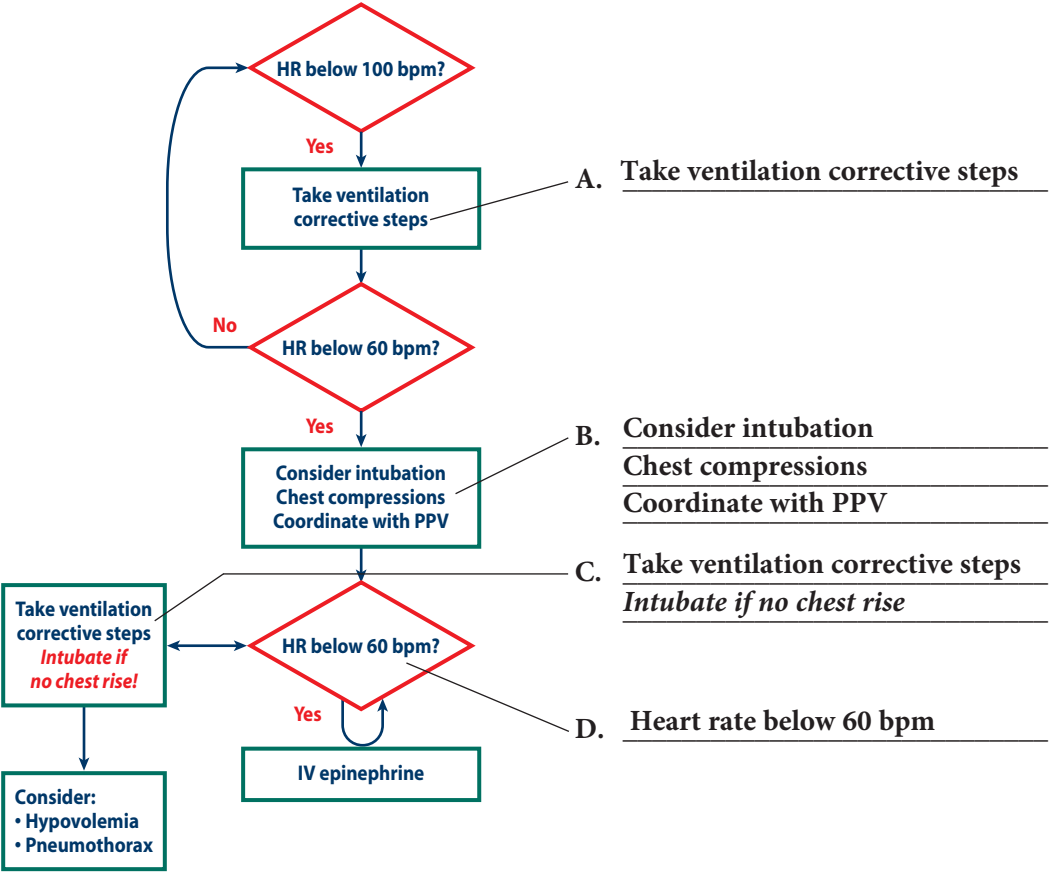 HR below 100 bpm?
Yes
Take ventilation
corrective steps
A. Take ventilation corrective steps
No
HR below 60 bpm?
Yes
Consider intubation
Chest compressions
Coordinate with PPV
B. Consider intubation
Chest compressions
Coordinate with PPV
C. Take ventilation corrective steps
Intubate if no chest rise
Take ventilation
corrective steps
Intubate if
no chest rise!
HR below 60 bpm?
Yes
D. Heart rate below 60 bpm
IV epinephrine
Consider:
• Hypovolemia
• Pneumothorax